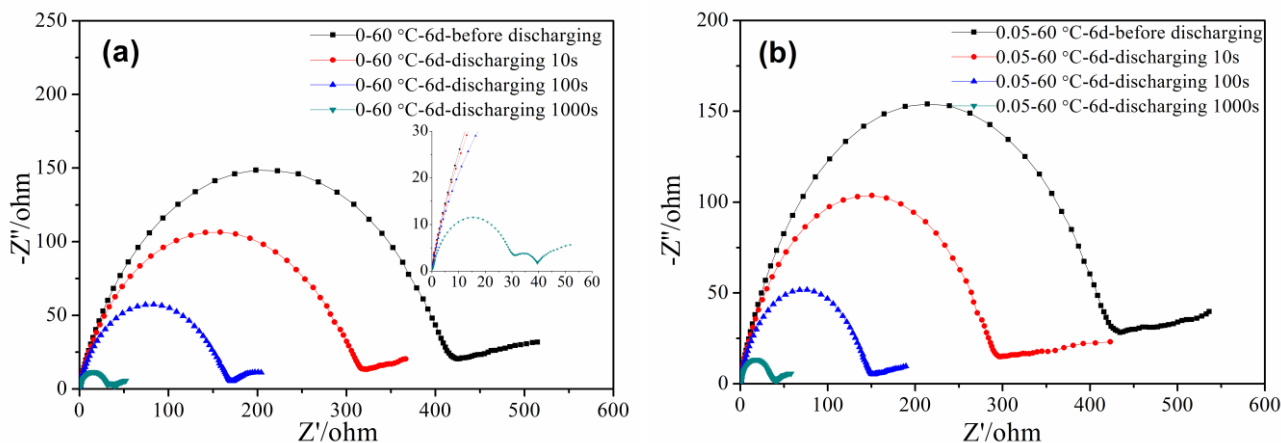 (a)
0-60 °C-6d-before discharging
0-60 °C-6d-discharging 10s
0-60 °C-6d-discharging 100s
0-60 °C-6d-discharging 1000s
250
200
150
100
50
0
-Z''/ohm
30
20
10
0
0 10 20 30 40 50 60
0 100 200 300 400 500 600
Z'/ohm
(b)
0.05-60 °C-6d-before discharging
0.05-60 °C-6d-discharging 10s
0.05-60 °C-6d-discharging 100s
0.05-60 °C-6d-discharging 1000s
200
150
100
50
0
-Z''/ohm
0 100 200 300 400 500 600
Z'/ohm